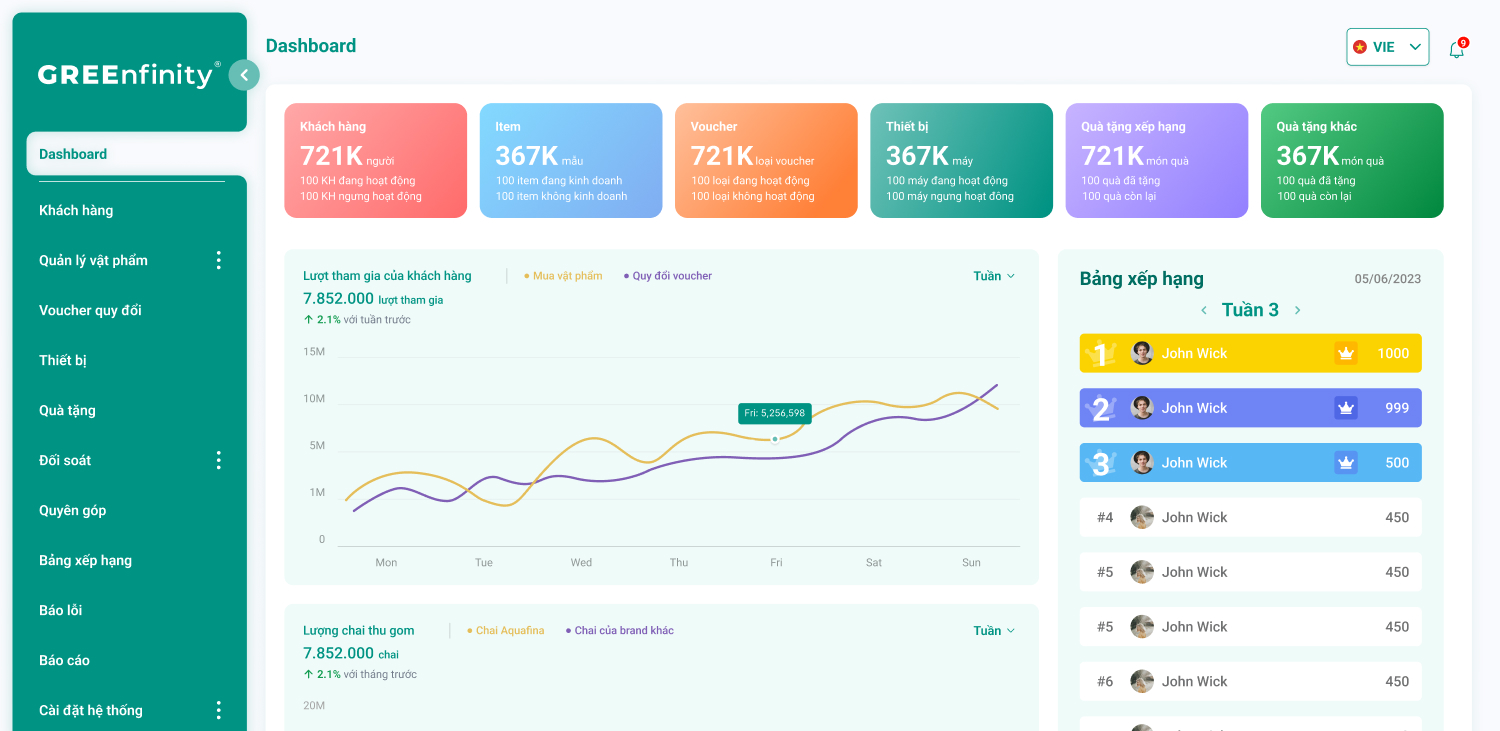 GREEnfinity®
Dashboard
Khách hàng
Quản lý vật phẩm
Voucher quy đổi
Thiết bị
Quà tặng
Đối soát
Quyên góp
Bảng xếp hạng
Báo lỗi
Báo cáo
Cài đặt hệ thống
Dashboard
VIE
9
Khách hàng
721K người
100 KH đang hoạt động
100 KH ngưng hoạt động
Item
367K mẫu
100 item đang kinh doanh
100 item không kinh doanh
Voucher
721K loại voucher
100 loại đang hoạt động
100 loại không hoạt động
Thiết bị
367K máy
100 máy đang hoạt động
100 máy ngưng hoạt động
Quà tặng xếp hạng
721K món quà
100 quà đã tặng
100 quà còn lại
Quà tặng khác
367K món quà
100 quà đã tặng
100 quà còn lại
Lượt tham gia của khách hàng
Mua vật phẩm
Quy đổi voucher
Tuần
7.852.000 lượt tham gia
2.1% với tuần trước
15M
10M
5M
1M
0
Fri: 5,256,598
Mon Tue Wed Thu Fri Sat Sun
Lượng chai thu gom
Chai Aquafina
Chai của brand khác
Tuần
7.852.000 chai
2.1% với tháng trước
20M
Bảng xếp hạng
05/06/2023
Tuần 3
1 John Wick 1000
2 John Wick 999
3 John Wick 500
#4 John Wick 450
#5 John Wick 450
#5 John Wick 450
#6 John Wick 450